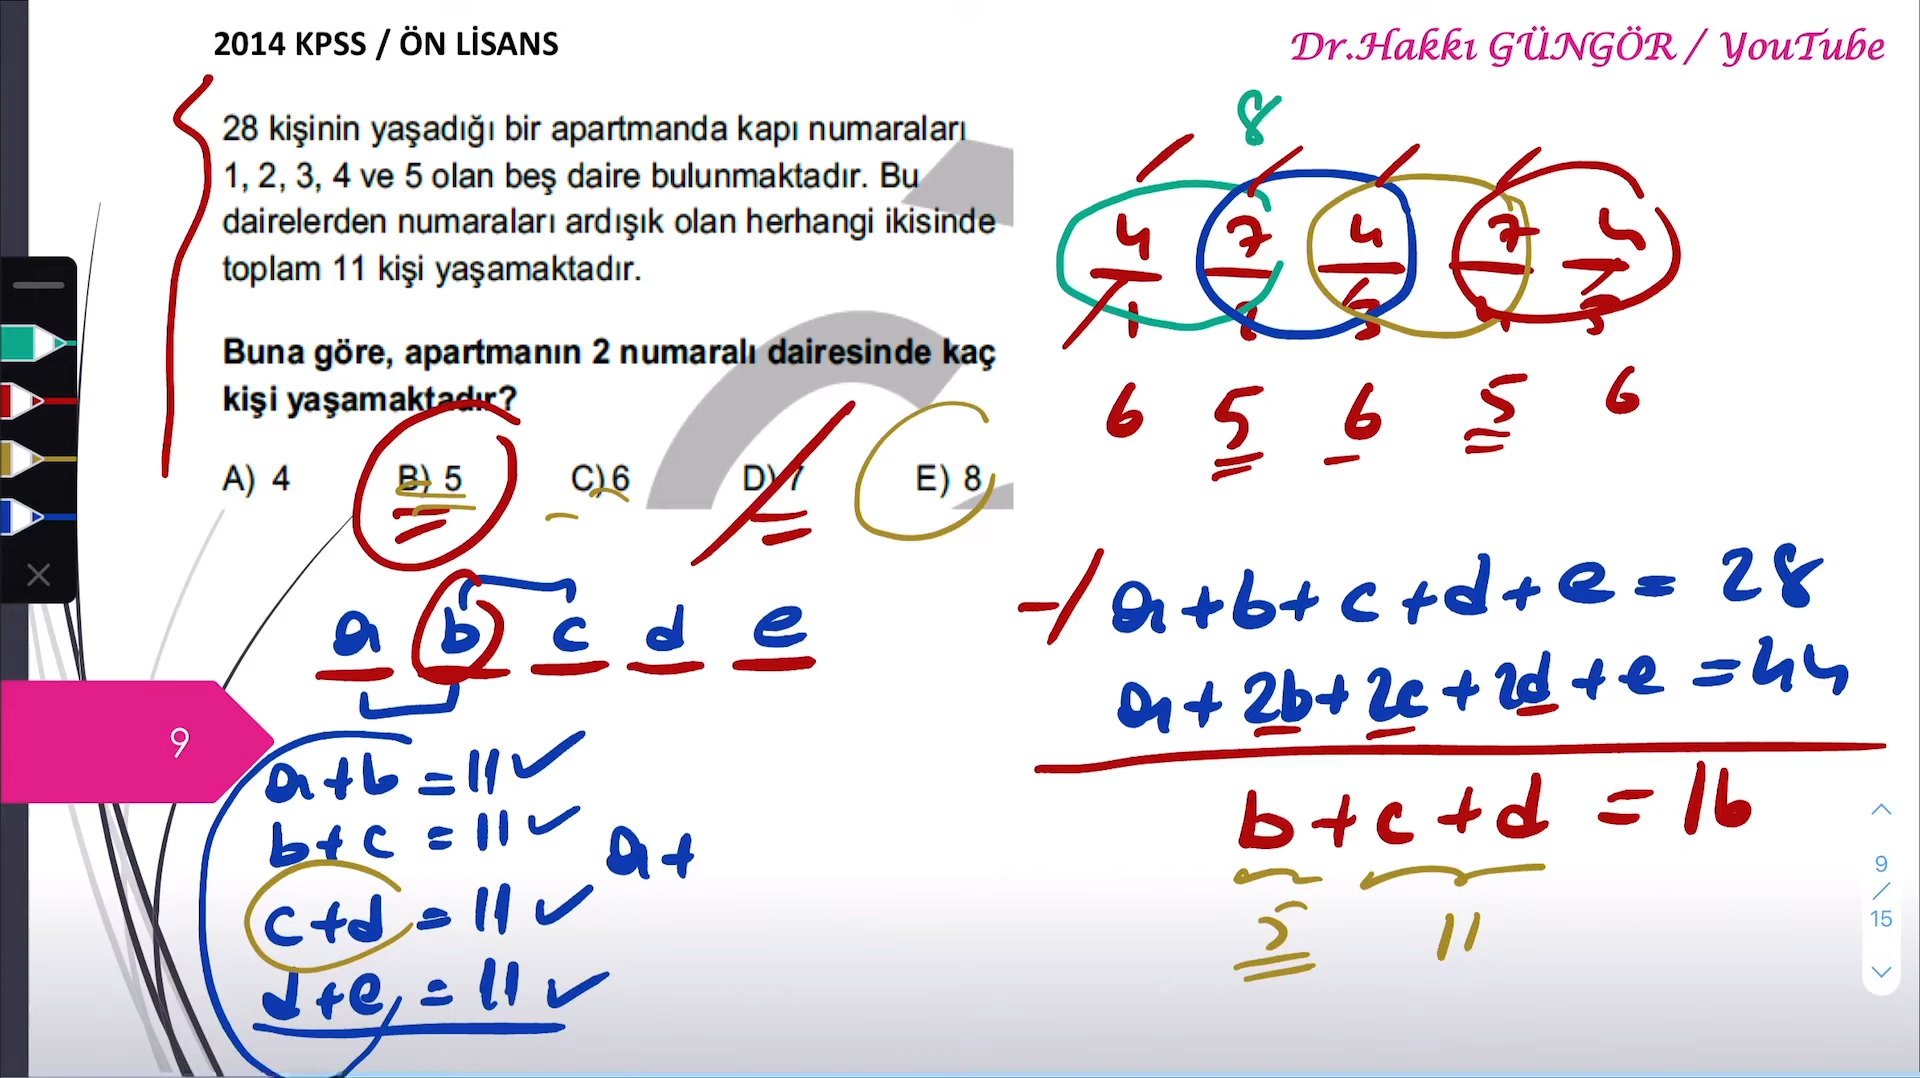 2014 KPSS / ÖN LİSANS
Dr.Hakkı GÜNGÖR / YouTube
28 kişinin yaşadığı bir apartmanda kapı numaraları
1, 2, 3, 4 ve 5 olan beş daire bulunmaktadır. Bu
dairelerden numaraları ardışık olan herhangi ikisinde
toplam 11 kişi yaşamaktadır.
Buna göre, apartmanın 2 numaralı dairesinde kaç
kişi yaşamaktadır?
A) 4 B) 5 C) 6 D) 7 E) 8
8
4 7 4 7 4
1 2 3 4 5
6 5 6 5 6
a b c d e
a+b = 11 ✓
b+c = 11 ✓
a+
c+d = 11 ✓
d+e = 11 ✓
-/ a+b+c+d+e = 28
a+2b+2c+2d+e = 44
b+c+d = 16
5 11
9
9
/
15